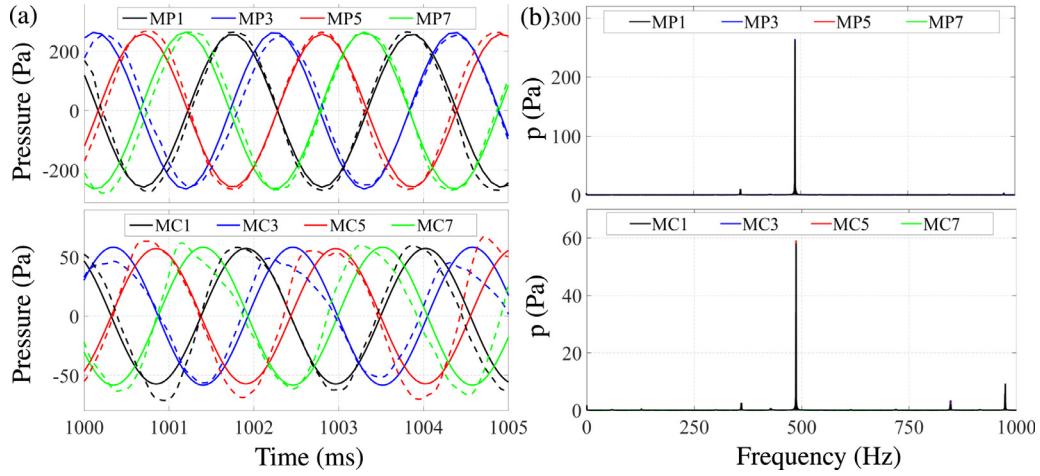 (a)
MP1 MP3 MP5 MP7
Pressure (Pa)
200
0
-200
MC1 MC3 MC5 MC7
Pressure (Pa)
50
0
-50
1000 1001 1002 1003 1004 1005
Time (ms)
(b)
MP1 MP3 MP5 MP7
p (Pa)
300
200
100
0
MC1 MC3 MC5 MC7
p (Pa)
60
40
20
0
0 250 500 750 1000
Frequency (Hz)